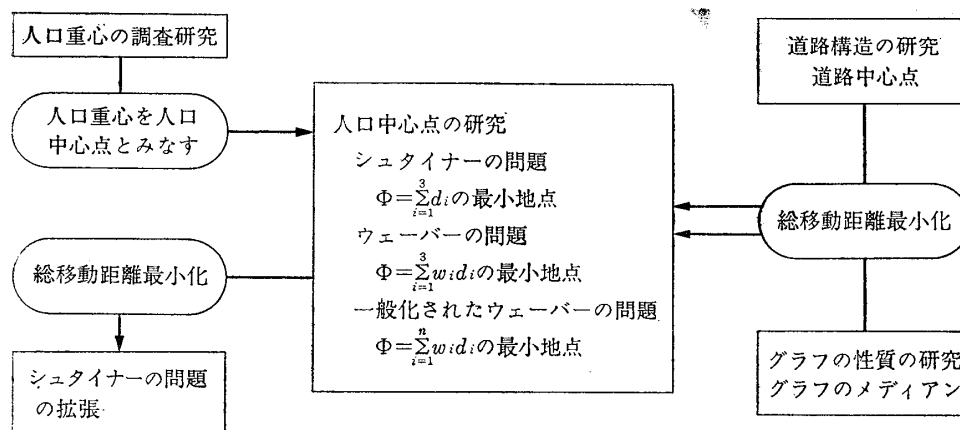 人口重心の調査研究
人口重心を人口
中心点とみなす
総移動距離最小化
シュタイナーの問題
の拡張
人口中心点の研究
シュタイナーの問題
Φ=∑_{i=1}^{3}d_iの最小地点
ウェーバーの問題
Φ=∑_{i=1}^{3}w_id_iの最小地点
一般化されたウェーバーの問題
Φ=∑_{i=1}^{n}w_id_iの最小地点
道路構造の研究
道路中心点
総移動距離最小化
グラフの性質の研究
グラフのメディアン